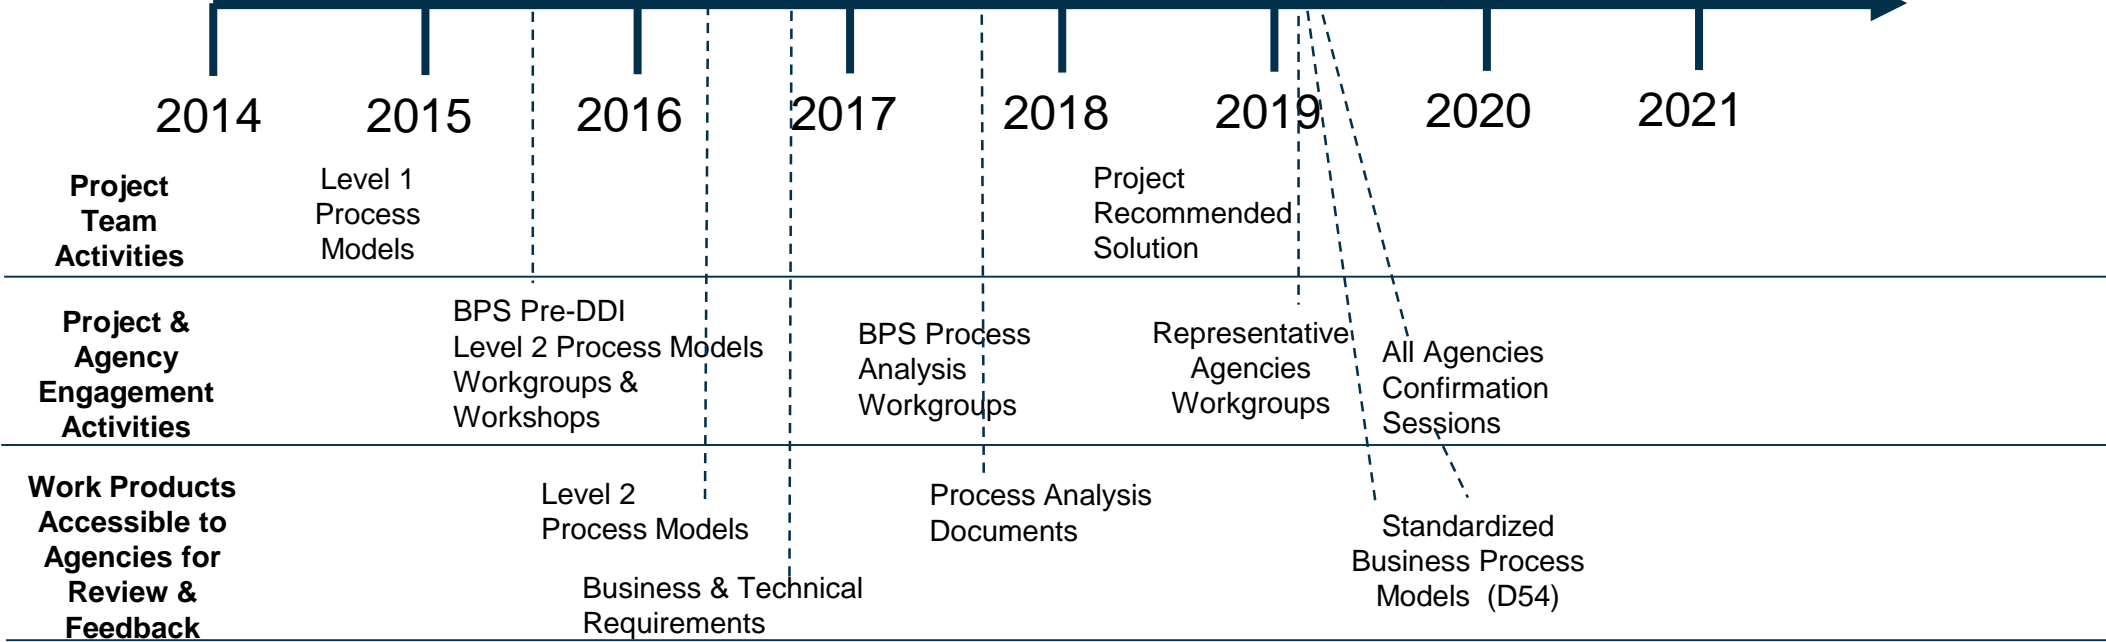 2014 2015 2016 2017 2018 2019 2020 2021
Project
Team
Activities
Level 1
Process
Models
Project
Recommended
Solution
Project &
Agency
Engagement
Activities
BPS Pre-DDI
Level 2 Process Models
Workgroups &
Workshops
BPS Process
Analysis
Workgroups
Representative
Agencies
Workgroups
All Agencies
Confirmation
Sessions
Work Products
Accessible to
Agencies for
Review &
Feedback
Level 2
Process Models
Business & Technical
Requirements
Process Analysis
Documents
Standardized
Business Process
Models (D54)